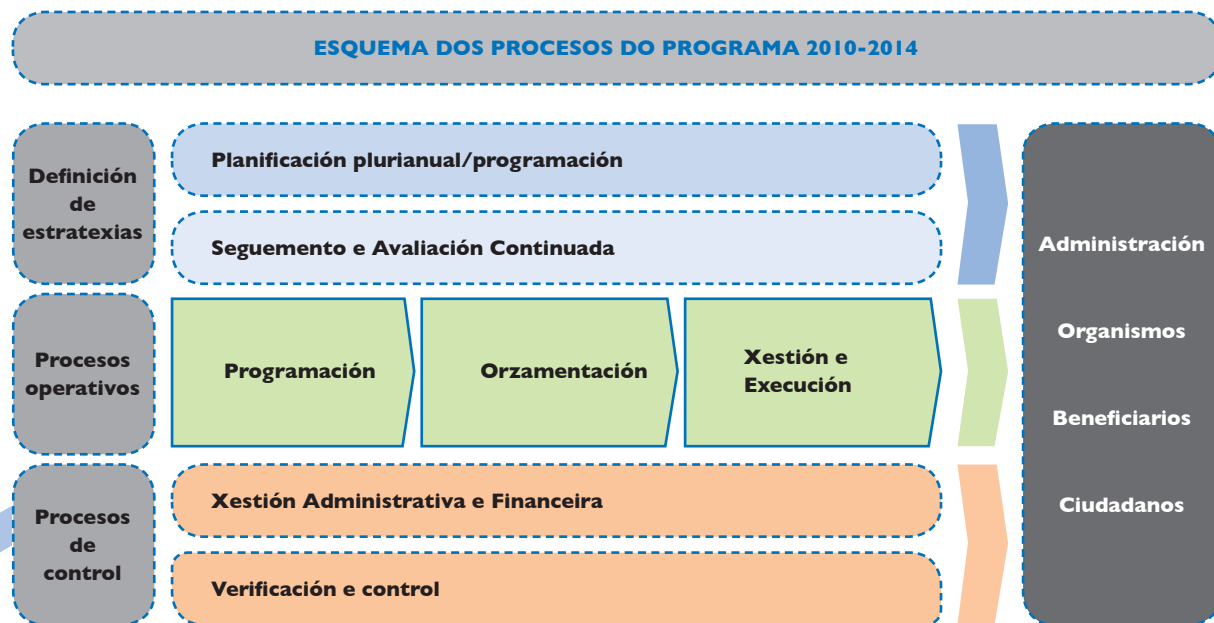 ESQUEMA DOS PROCESOS DO PROGRAMA 2010-2014
Definición
de
estratexias
Planificación plurianual/programación
Seguemento e Avaliación Continuada
Procesos
operativos
Programación
Orzamentación
Xestión e
Execución
Procesos
de
control
Xestión Administrativa e Financeira
Verificación e control
Administración
Organismos
Beneficiarios
Ciudadanos